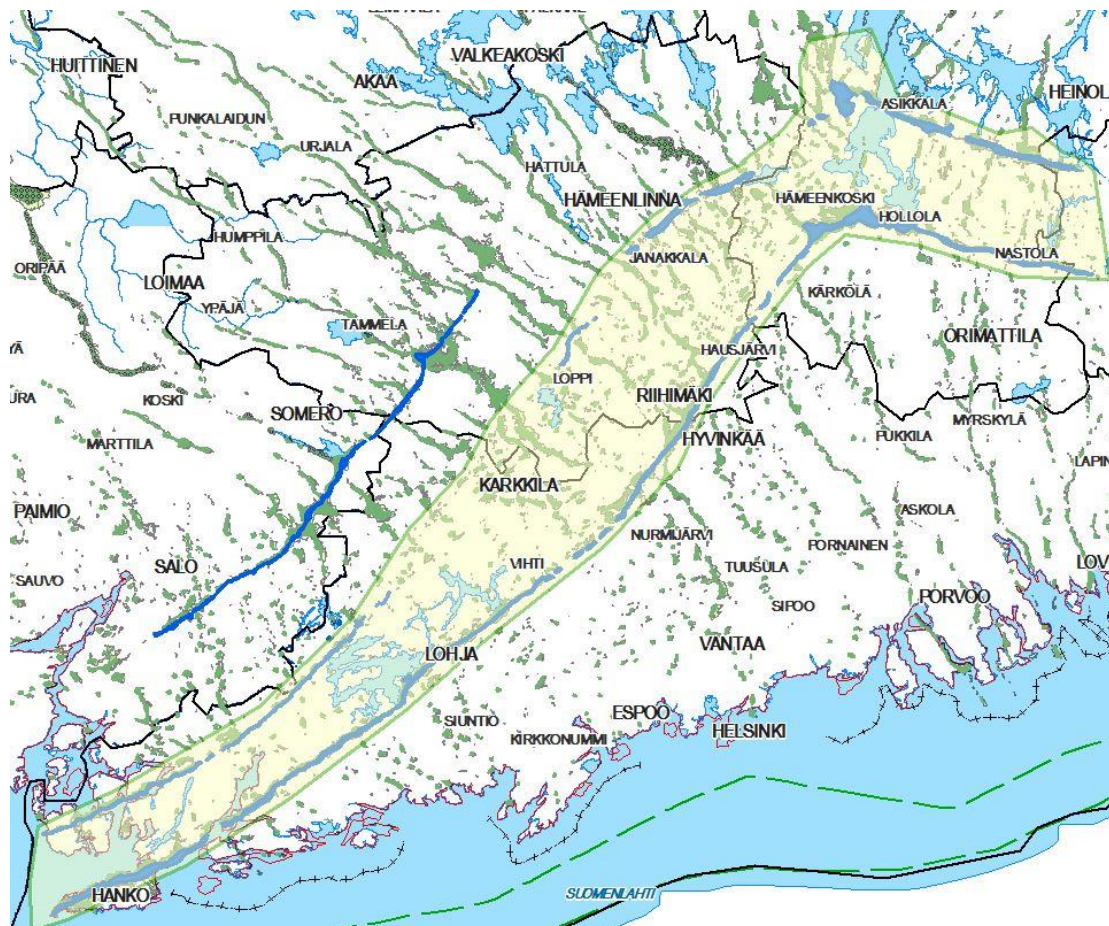 HUITTINEN
VALKEAKOSKI
AKAA
HEINOL
ASIKKALA
PUNKALAIDUN
URJALA
HATTULA
HÄMEENLINNA
HÄMEENKOSKI
HOLLOLA
HUMPPILA
JANAKKALA
NASTOLA
ORIPÄÄ
LOIMAA
YPÄJÄ
KÄRKÖLÄ
TAMMELA
ORIMATTILA
YÄ
HAUSJÄRVI
LOPPI
URA
KOSKI
RIIHIMÄKI
SOMERO
MYRSKYLÄ
MARTTILA
HYVINKÄÄ
PUKKILA
LAPIN
KARKKILA
PAIMIO
ASKOLA
NURMIJÄRVI
PORNAINEN
SALO
VIHTI
TUUSULA
SAUVO
LOV
SIPOO
PORVOO
LOHJA
VANTAA
SIUNTIO
ESPOO
KIRKKONUMMI
HELSINKI
HANKO
SUOMENLAHTI